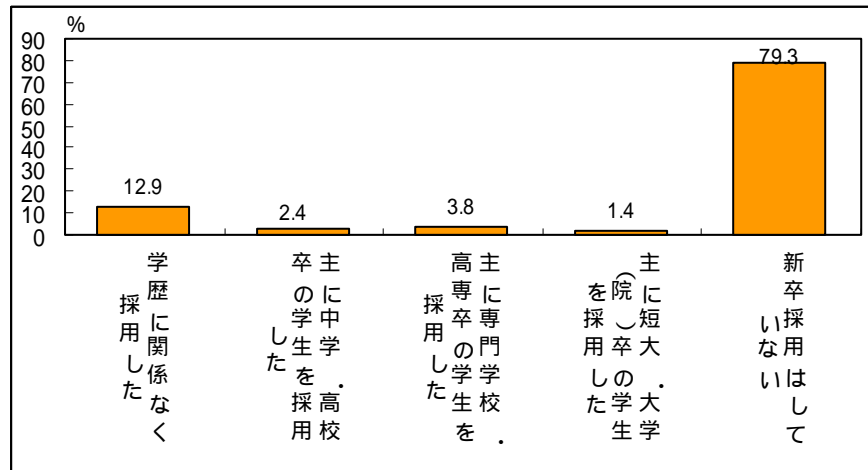 %
90
80
70
60
50
40
30
20
10
0
12.9
2.4
3.8
1.4
79.3
学歴に関係なく
採用した
主に中学・高校
卒の学生を採用
した
主に専門学校・
高専卒の学生を
採用した
主に短大・大学
(院)卒の学生
を採用した
新卒採用はして
いない